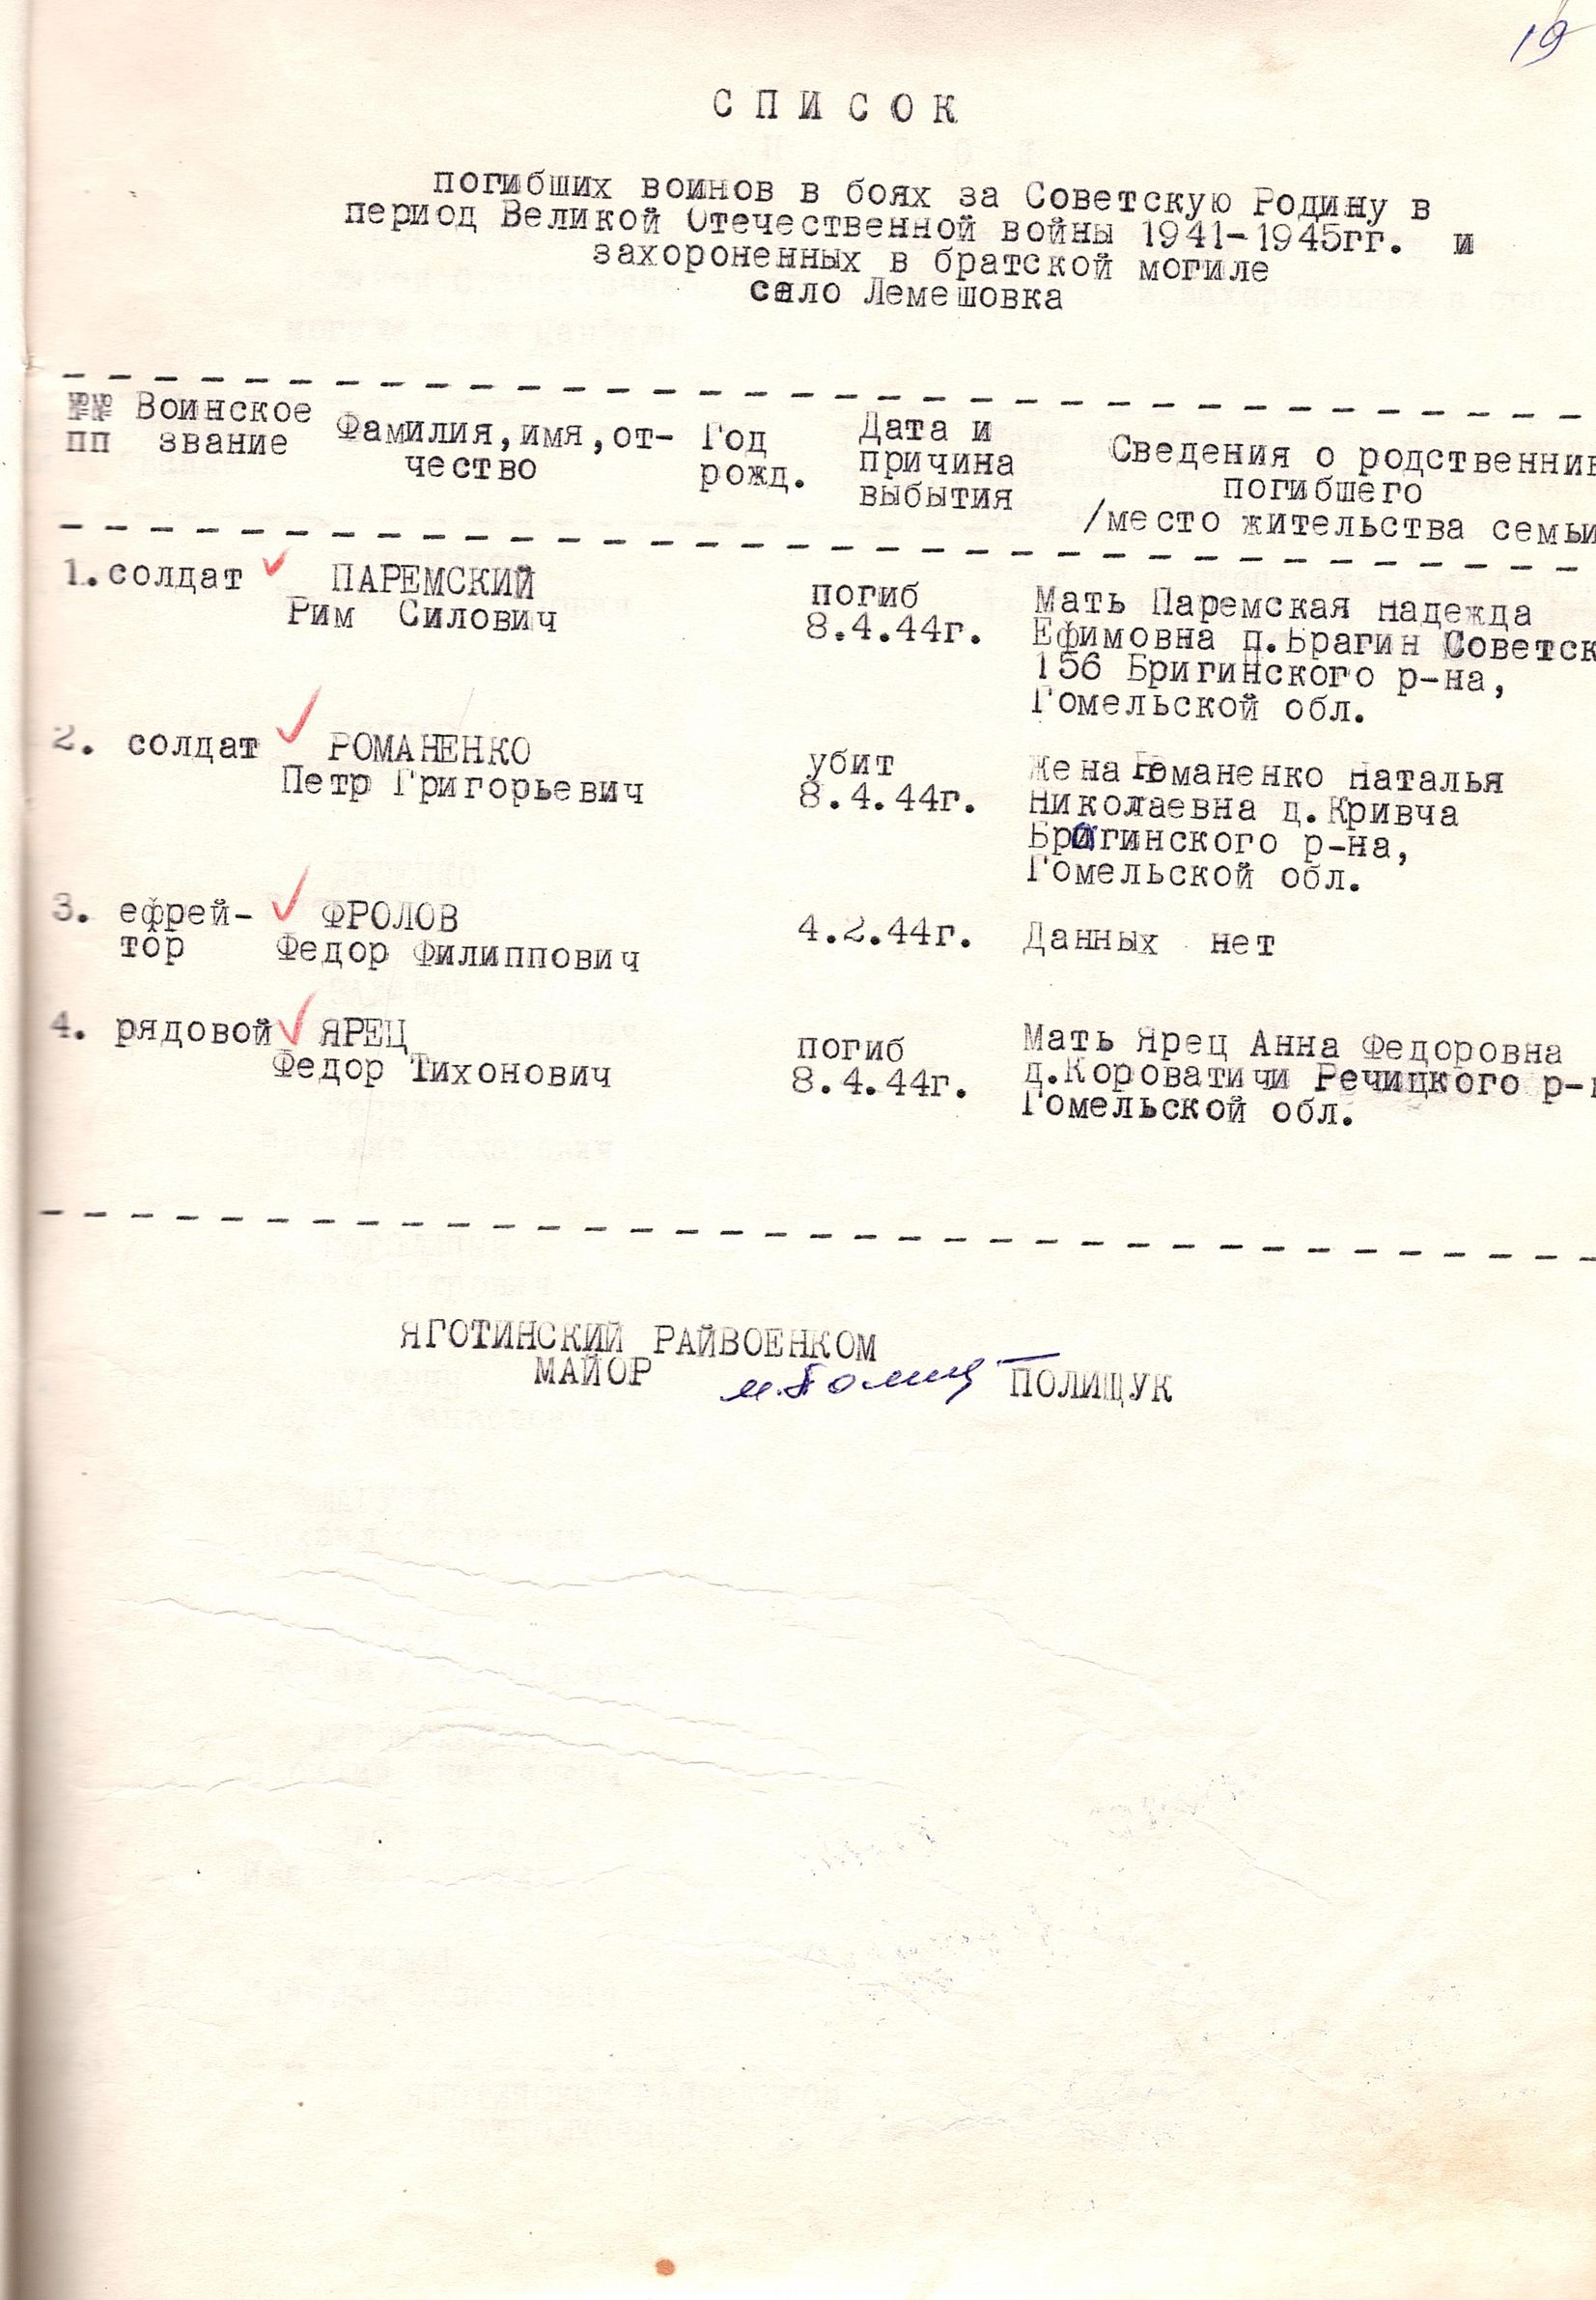 19
С П И С О К
погибших воинов в боях за Советскую Родину в
период Великой Отечественной войны 1941-1945гг. и
захороненных в братской могиле
село Лемешовка
№№ Воинское Фамилия,имя,от- Год Дата и Сведения о родственник
пп звание чество рожд. причина погибшего
выбытия /место жительства семьи
1.солдат ПАРЕМСКИЙ погиб Мать Паремская Надежда
Рим Силович 8.4.44г. Ефимовна п.Брагин Советск
156 Бригинского р-на,
Гомельской обл.
2. солдат РОМАНЕНКО убит Жена Романенко Наталья
Петр Григорьевич 8.4.44г. Николаевна д.Кривча
Брагинского р-на,
Гомельской обл.
3. ефрей- ФРОЛОВ 4.2.44г. Данных нет
тор Федор Филиппович
4. рядовой ЯРЕЦ погиб Мать Ярец Анна Федоровна
Федор Тихонович 8.4.44г. д.Короватичи Речицкого р-н
Гомельской обл.
ЯГОТИНСКИЙ РАЙВОЕНКОМ
МАЙОР ПОЛИЩУК